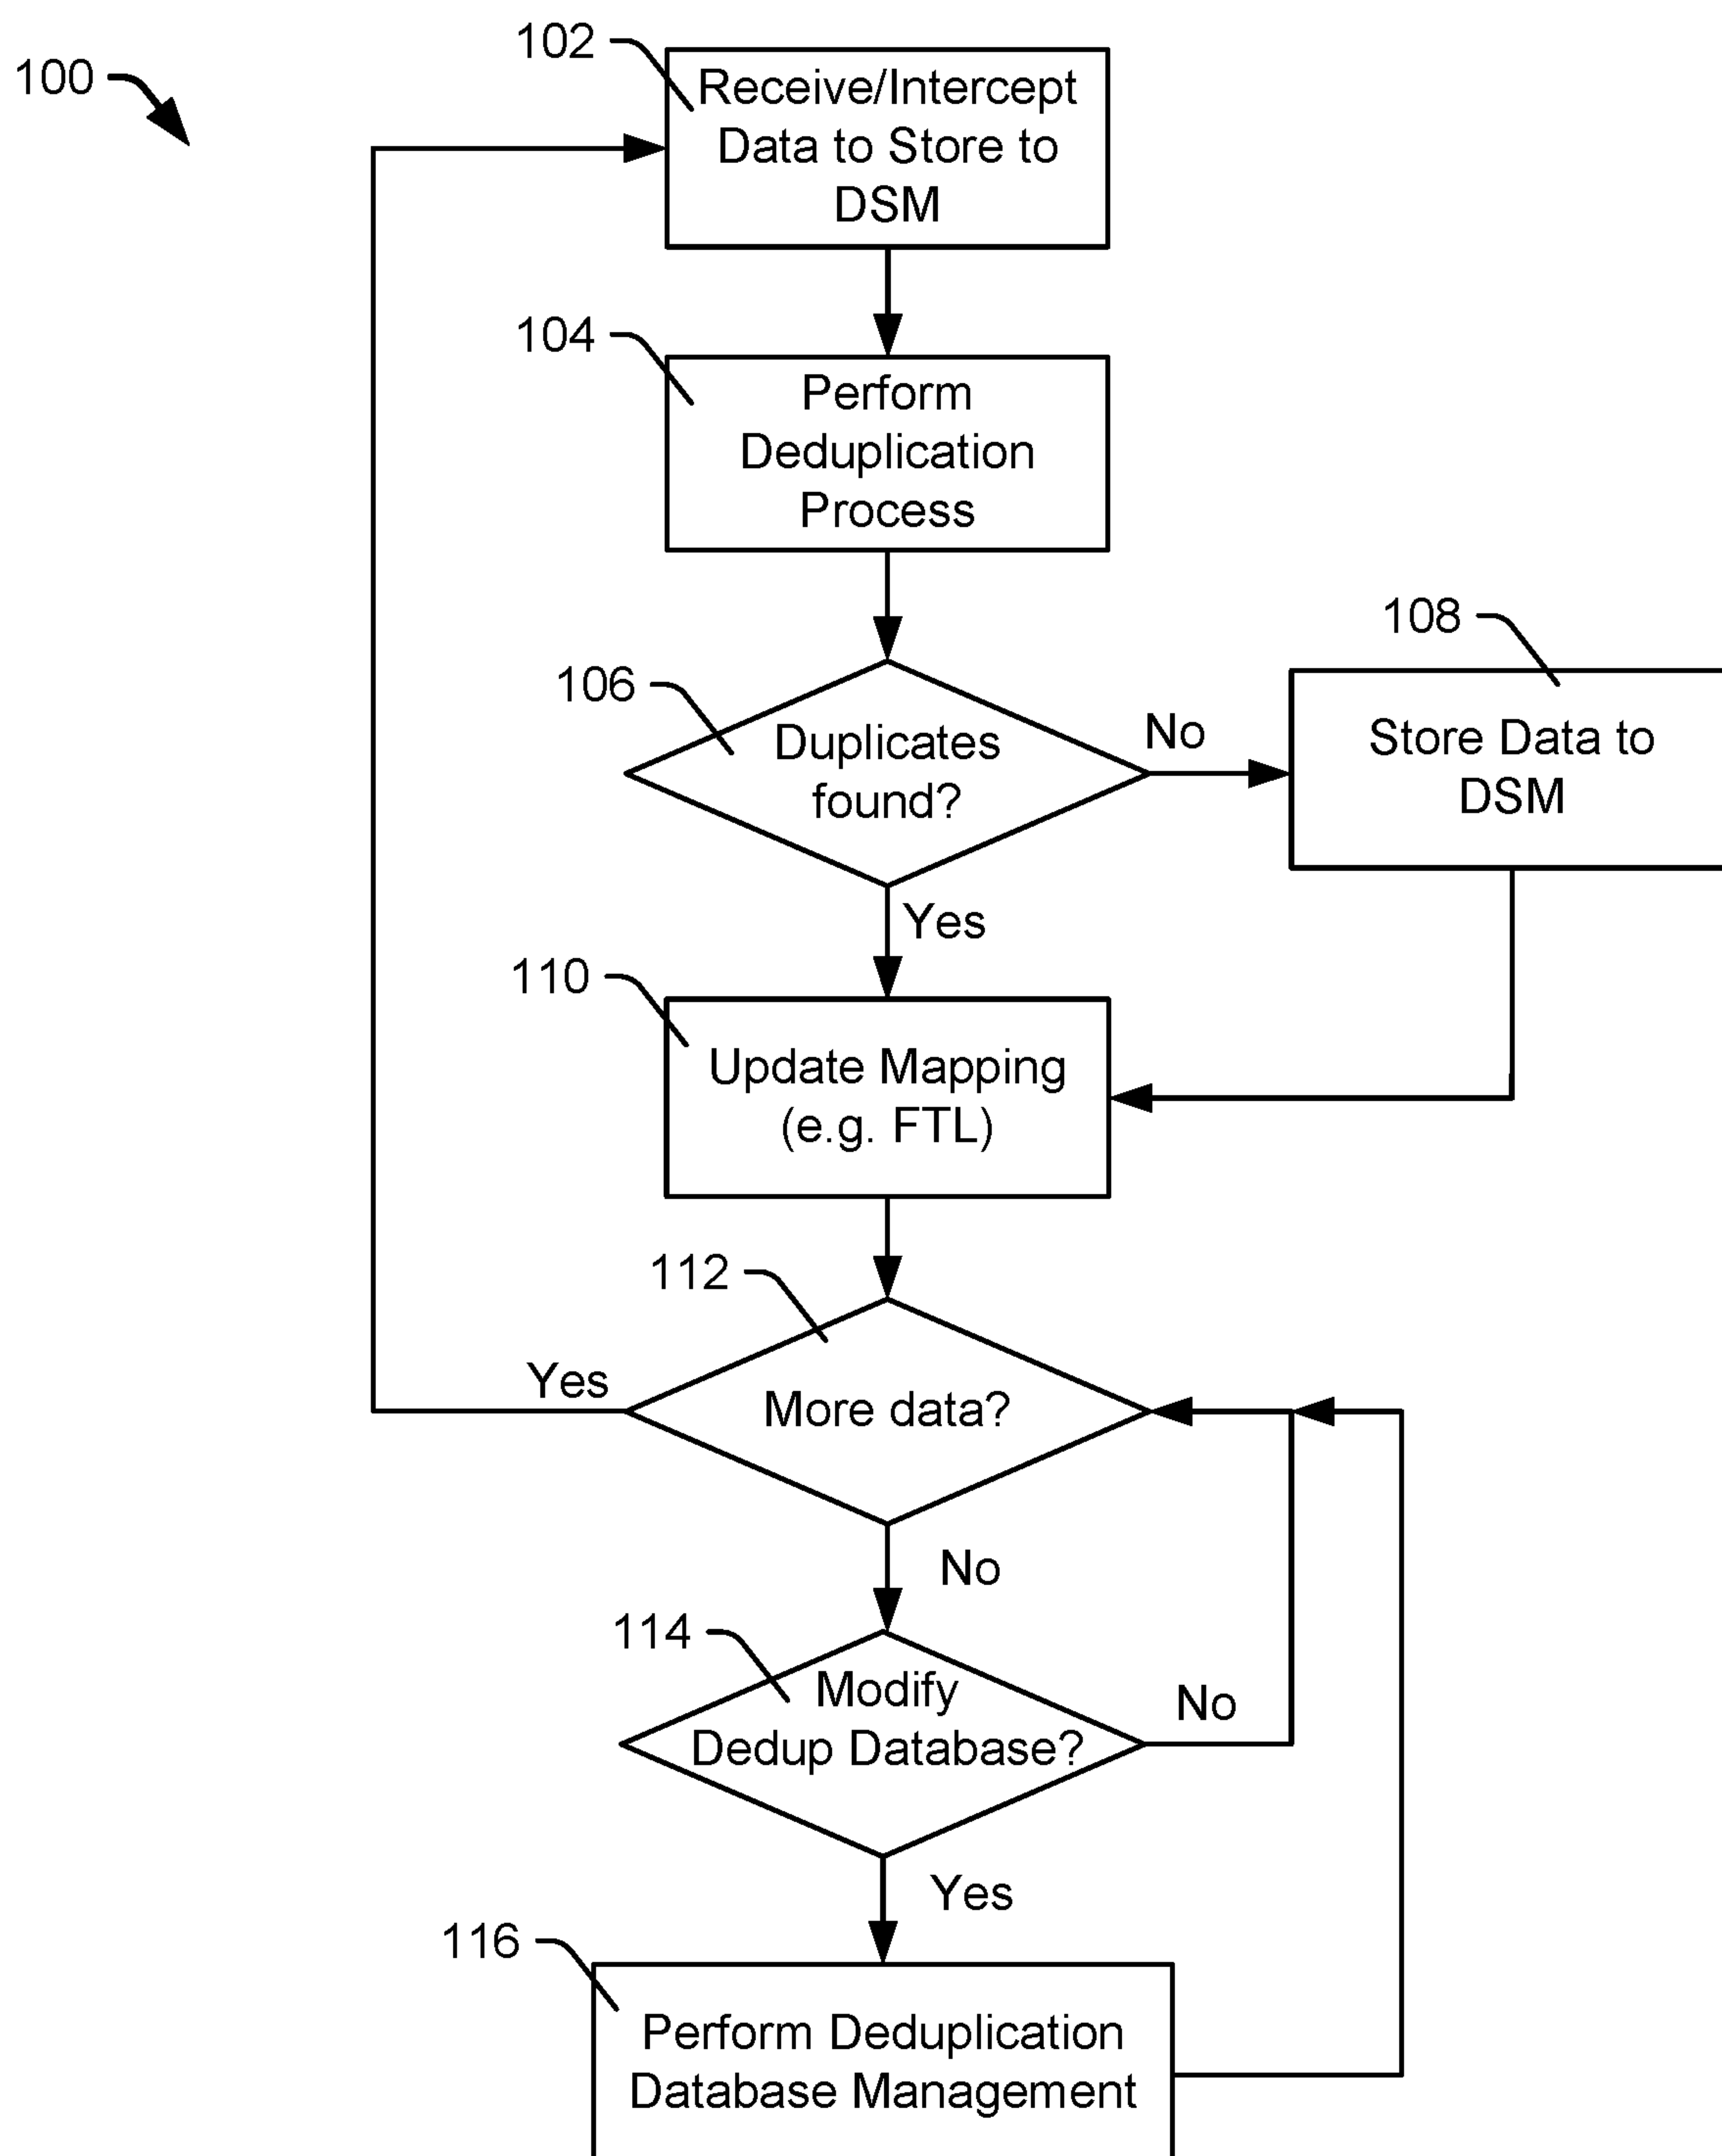 100
102
Receive/Intercept
Data to Store to
DSM
104
Perform
Deduplication
Process
106
Duplicates
found?
No
108
Store Data to
DSM
Yes
110
Update Mapping
(e.g. FTL)
112
More data?
Yes
No
114
Modify
Dedup Database?
No
Yes
116
Perform Deduplication
Database Management